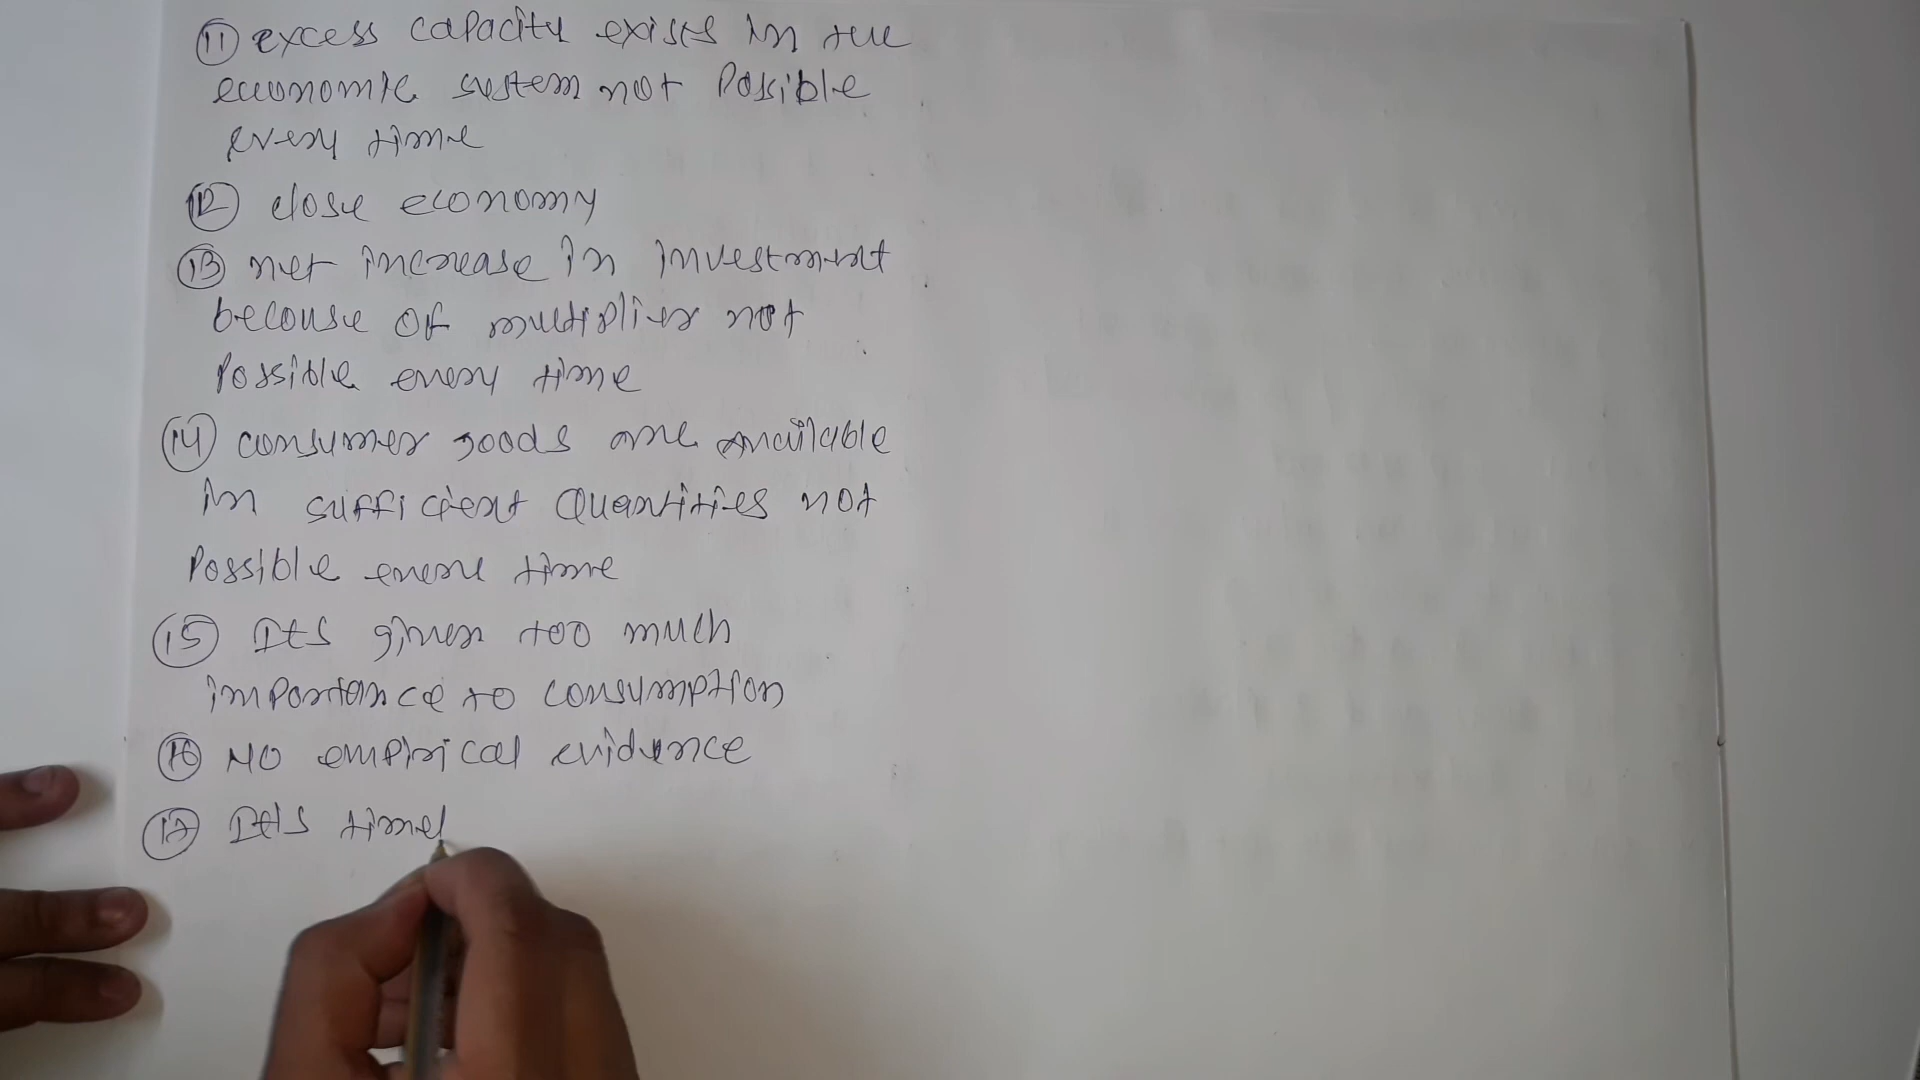 11 excess capacity exists in the
economic system not Possible
every time
12 close economy
13 net increase in investment
because of multiplier not
Possible every time
14 consumer goods are available
in sufficient Quantities not
Possible every time
15 Its given too much
importance to consumption
16 NO empirical evidence
17 Its time